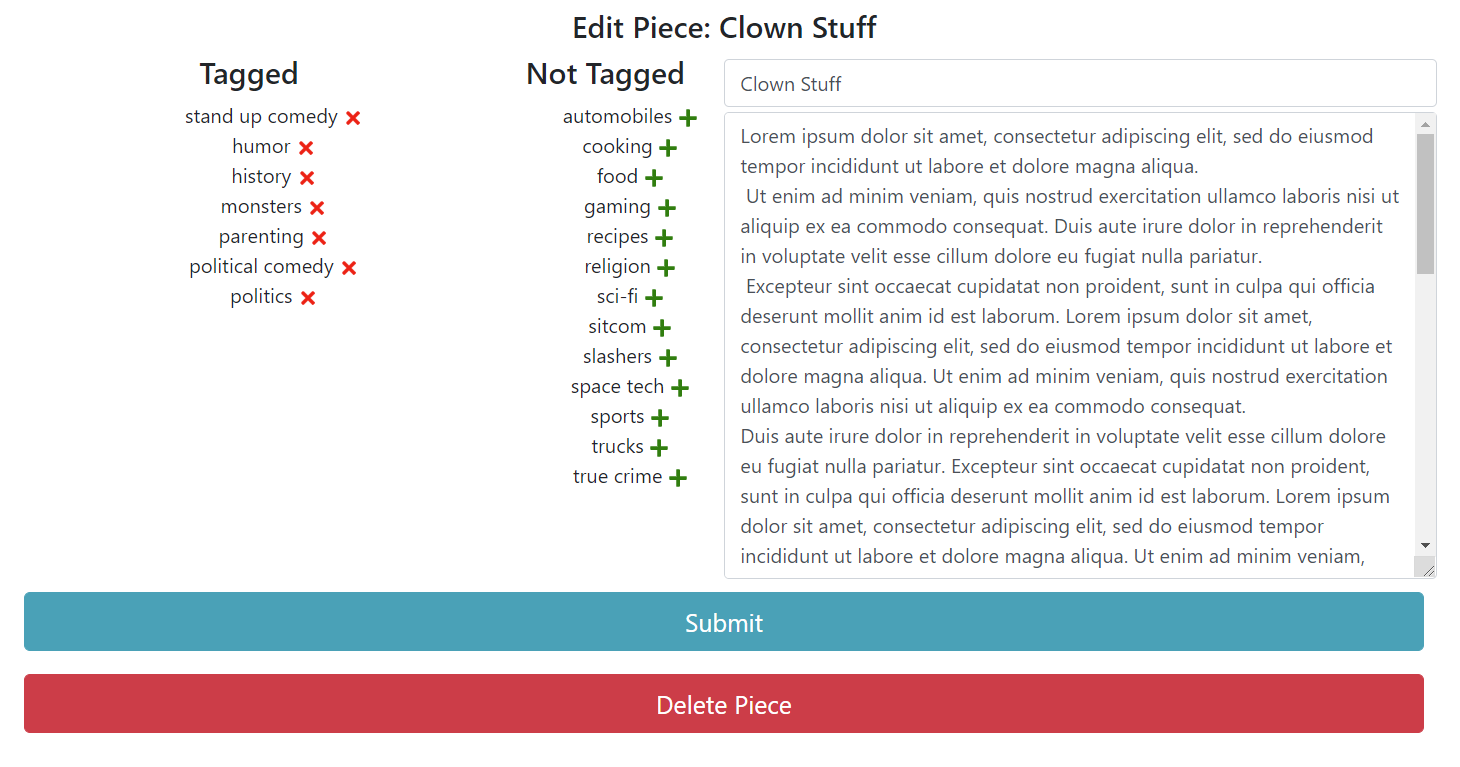 Edit Piece: Clown Stuff
Tagged
stand up comedy
humor
history
monsters
parenting
political comedy
politics
Not Tagged
automobiles
cooking
food
gaming
recipes
religion
sci-fi
sitcom
slashers
space tech
sports
trucks
true crime
Clown Stuff
Lorem ipsum dolor sit amet, consectetur adipiscing elit, sed do eiusmod
tempor incididunt ut labore et dolore magna aliqua.
Ut enim ad minim veniam, quis nostrud exercitation ullamco laboris nisi ut
aliquip ex ea commodo consequat. Duis aute irure dolor in reprehenderit
in voluptate velit esse cillum dolore eu fugiat nulla pariatur.
Excepteur sint occaecat cupidatat non proident, sunt in culpa qui officia
deserunt mollit anim id est laborum. Lorem ipsum dolor sit amet,
consectetur adipiscing elit, sed do eiusmod tempor incididunt ut labore et
dolore magna aliqua. Ut enim ad minim veniam, quis nostrud exercitation
ullamco laboris nisi ut aliquip ex ea commodo consequat.
Duis aute irure dolor in reprehenderit in voluptate velit esse cillum dolore
eu fugiat nulla pariatur. Excepteur sint occaecat cupidatat non proident,
sunt in culpa qui officia deserunt mollit anim id est laborum. Lorem ipsum
dolor sit amet, consectetur adipiscing elit, sed do eiusmod tempor
incididunt ut labore et dolore magna aliqua. Ut enim ad minim veniam,
Submit
Delete Piece